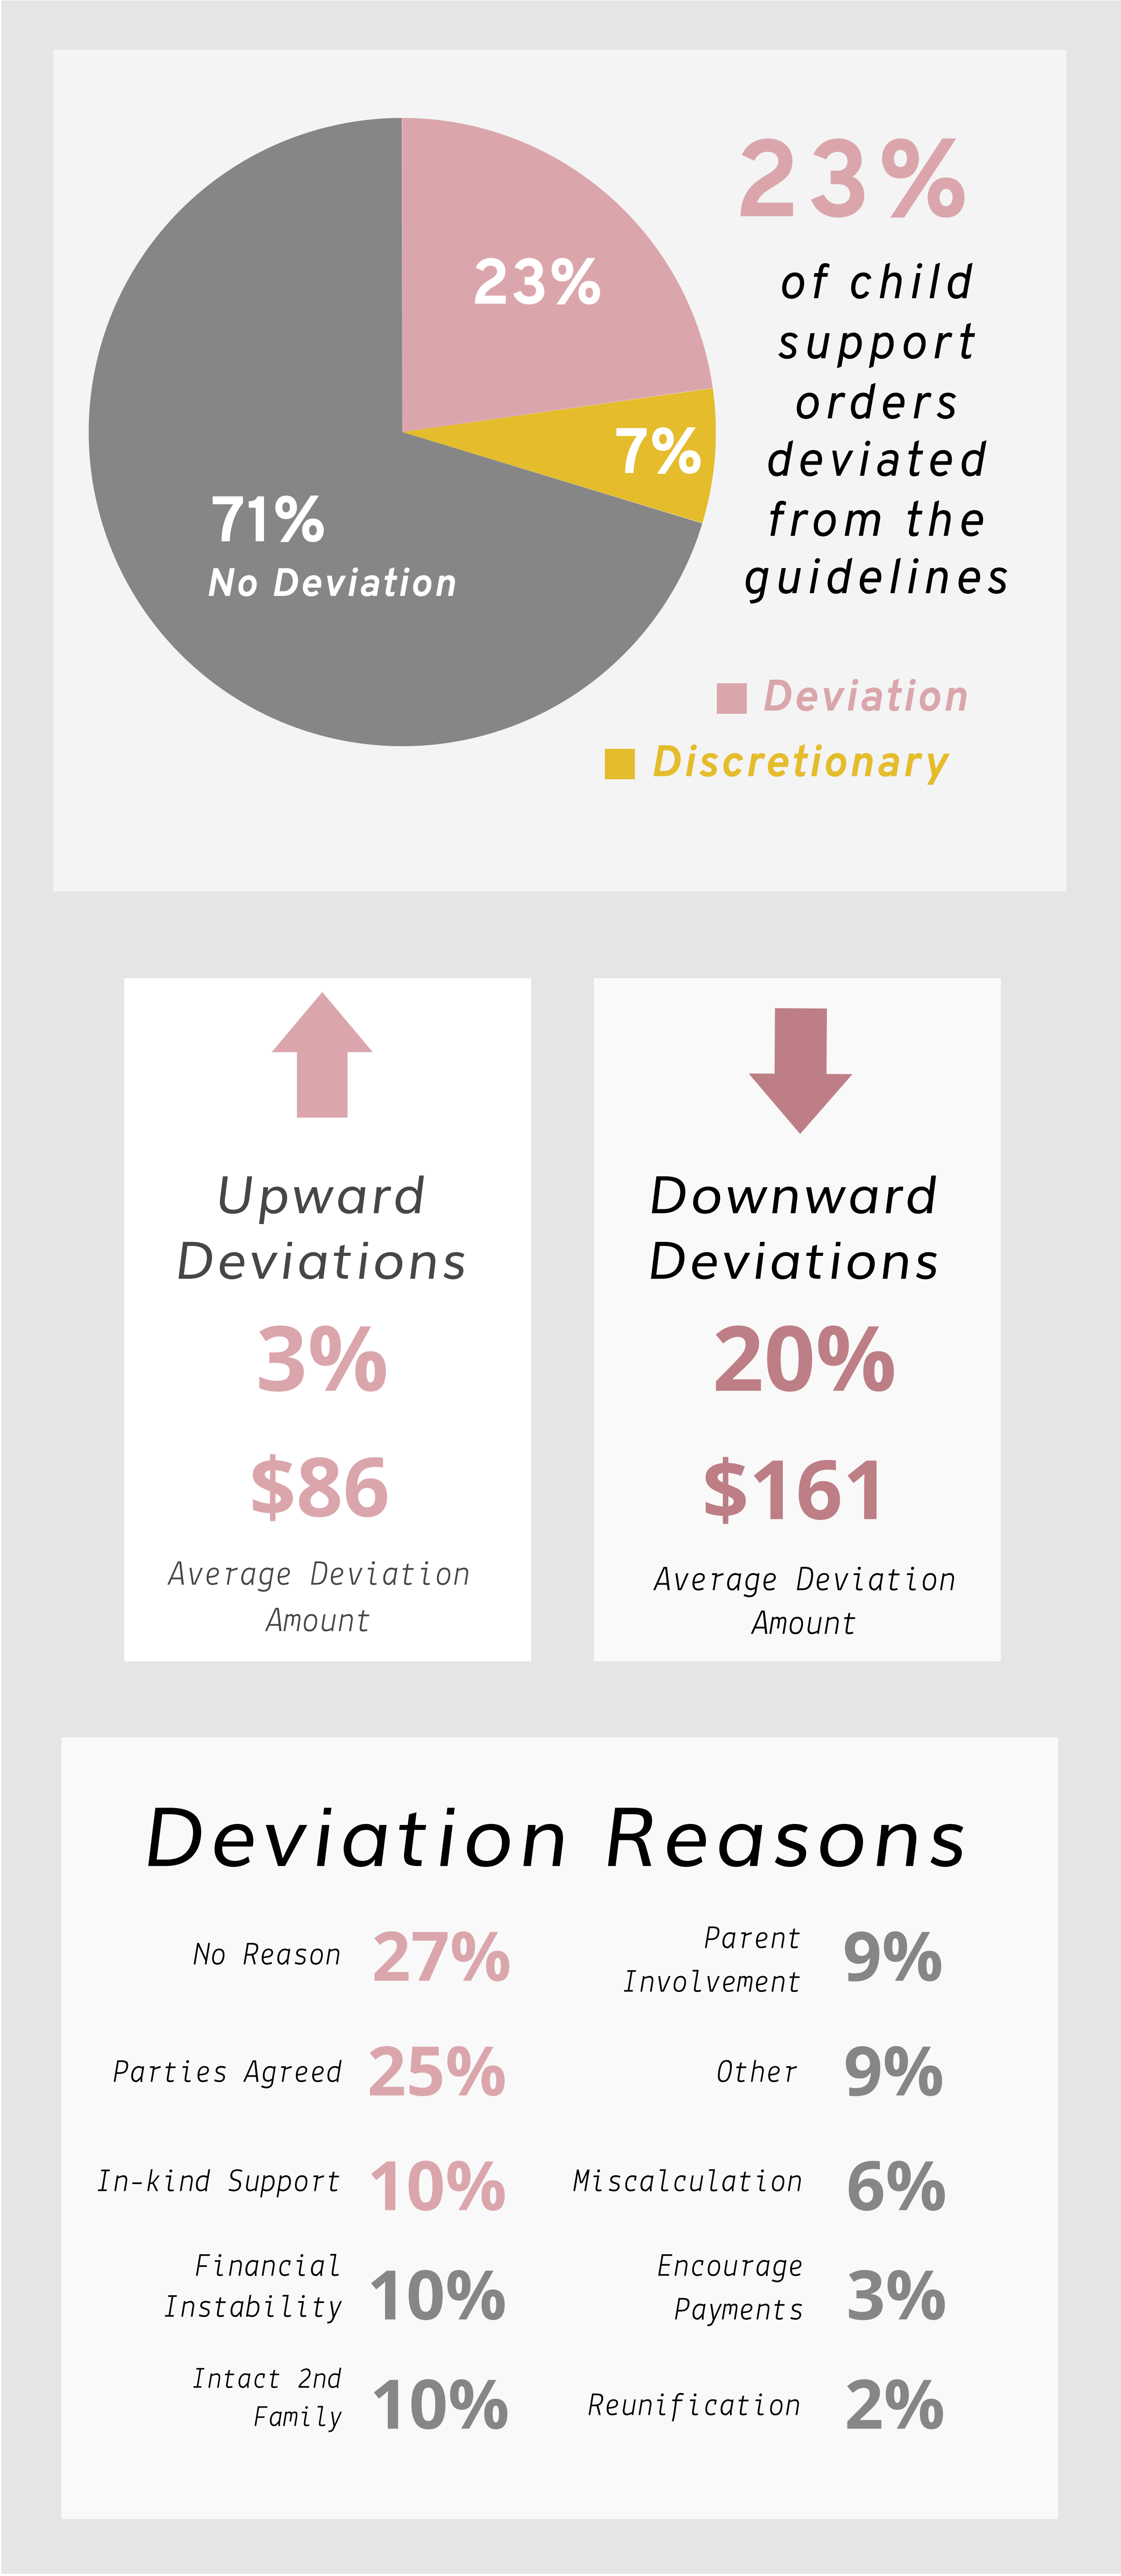 23%
of child
support
orders
deviated
from the
guidelines
23%
7%
71%
No Deviation
Deviation
Discretionary
Upward
Deviations
3%
$86
Average Deviation
Amount
Downward
Deviations
20%
$161
Average Deviation
Amount
Deviation Reasons
No Reason 27%
Parties Agreed 25%
In-kind Support 10%
Financial
Instability 10%
Intact 2nd
Family 10%
Parent
Involvement 9%
Other 9%
Miscalculation 6%
Encourage
Payments 3%
Reunification 2%